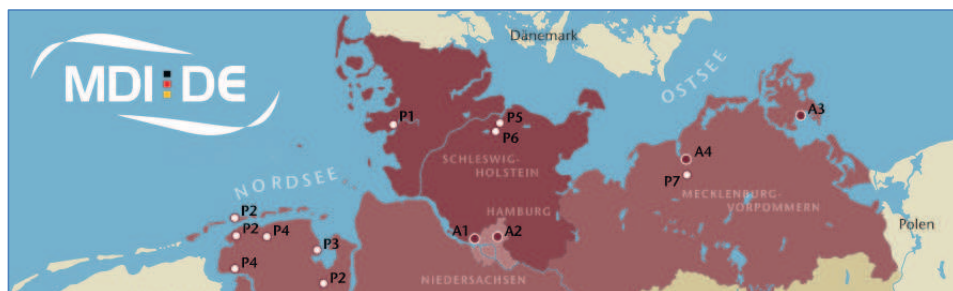 MDI:DE
Dänemark
OSTSEE
NORDSEE
SCHLESWIG-
HOLSTEIN
HAMBURG
NIEDERSACHSEN
MECKLENBURG-
VORPOMMERN
Polen
P1
P5
P6
A3
A4
P7
P2
P2
P4
P3
A1
A2
P4
P2